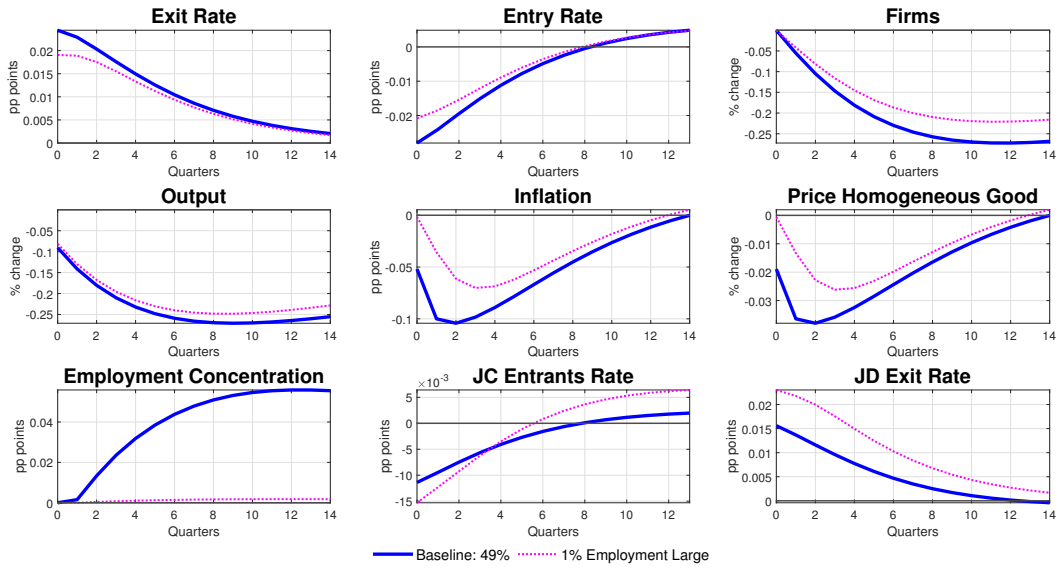 Exit Rate
pp points
0.02
0.015
0.01
0.005
0
0 2 4 6 8 10 12 14
Quarters
Entry Rate
pp points
0
-0.01
-0.02
0 2 4 6 8 10 12
Quarters
Firms
% change
-0.05
-0.1
-0.15
-0.2
-0.25
0 2 4 6 8 10 12 14
Quarters
Output
% change
-0.05
-0.1
-0.15
-0.2
-0.25
0 2 4 6 8 10 12 14
Quarters
Inflation
pp points
0
-0.05
-0.1
0 2 4 6 8 10 12 14
Quarters
Price Homogeneous Good
% change
0
-0.01
-0.02
-0.03
0 2 4 6 8 10 12 14
Quarters
Employment Concentration
pp points
0.04
0.02
0
0 2 4 6 8 10 12 14
Quarters
JC Entrants Rate
×10⁻³
pp points
5
0
-5
-10
-15
0 2 4 6 8 10 12
Quarters
JD Exit Rate
pp points
0.02
0.015
0.01
0.005
0
0 2 4 6 8 10 12 14
Quarters
Baseline: 49% 1% Employment Large